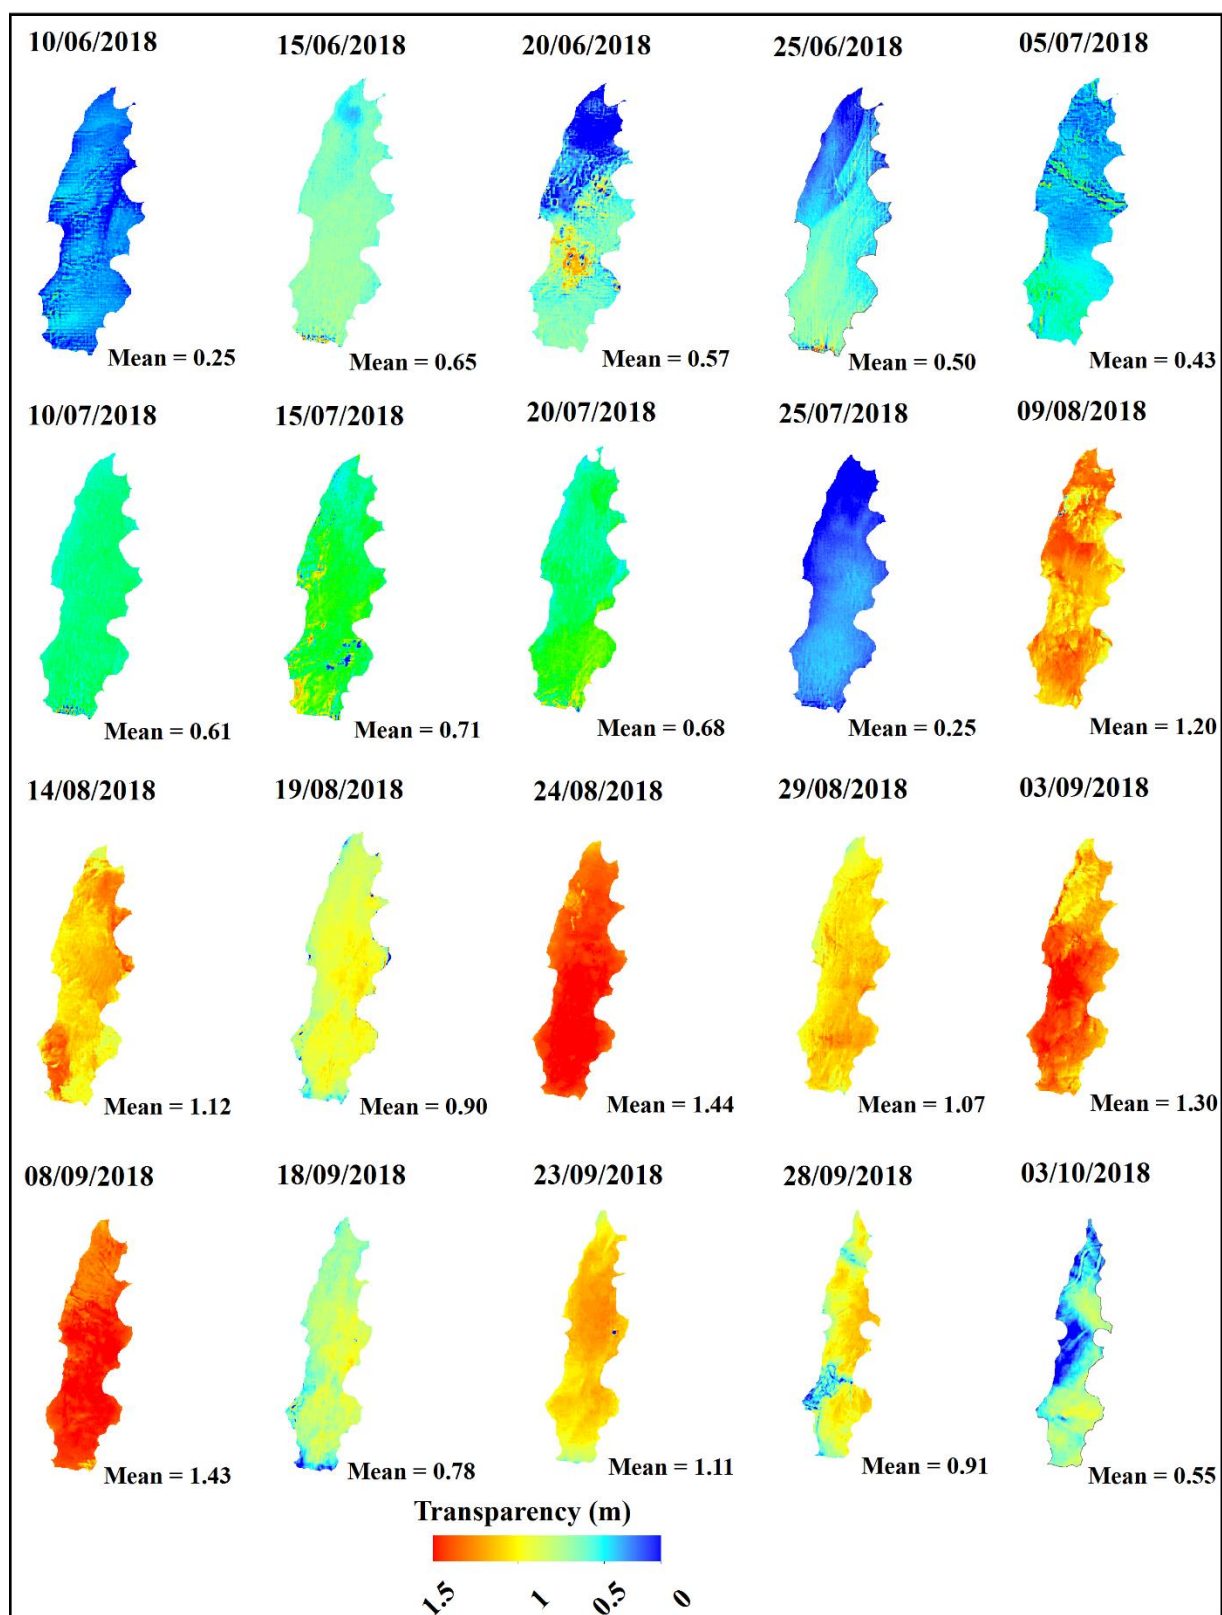 10/06/2018 15/06/2018 20/06/2018 25/06/2018 05/07/2018
Mean = 0.25 Mean = 0.65 Mean = 0.57 Mean = 0.50 Mean = 0.43
10/07/2018 15/07/2018 20/07/2018 25/07/2018 09/08/2018
Mean = 0.61 Mean = 0.71 Mean = 0.68 Mean = 0.25 Mean = 1.20
14/08/2018 19/08/2018 24/08/2018 29/08/2018 03/09/2018
Mean = 1.12 Mean = 0.90 Mean = 1.44 Mean = 1.07 Mean = 1.30
08/09/2018 18/09/2018 23/09/2018 28/09/2018 03/10/2018
Mean = 1.43 Mean = 0.78 Mean = 1.11 Mean = 0.91 Mean = 0.55
Transparency (m)
1.5 1 0.5 0